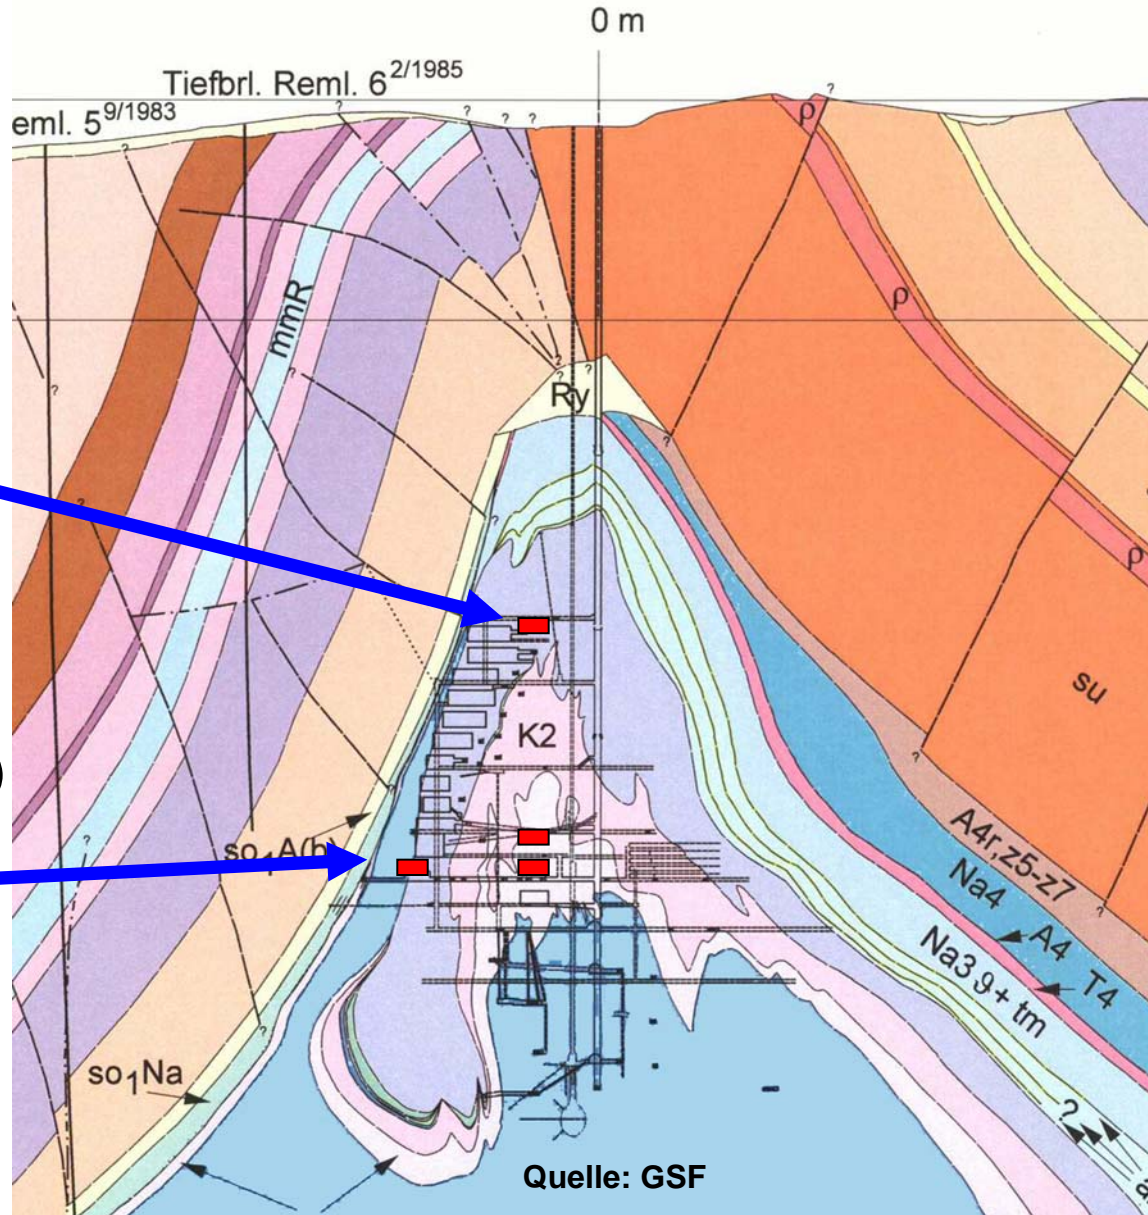 0 m
Tiefbrl. Reml. 6 2/1985
eml. 5 9/1983
ρ
mmR
ρ
Ry
ρ
su
K2
)
so1A(b
A4r,z5-z7
Na4
A4
Na3ϑ+ tm
T4
so1Na
?
a
Quelle: GSF